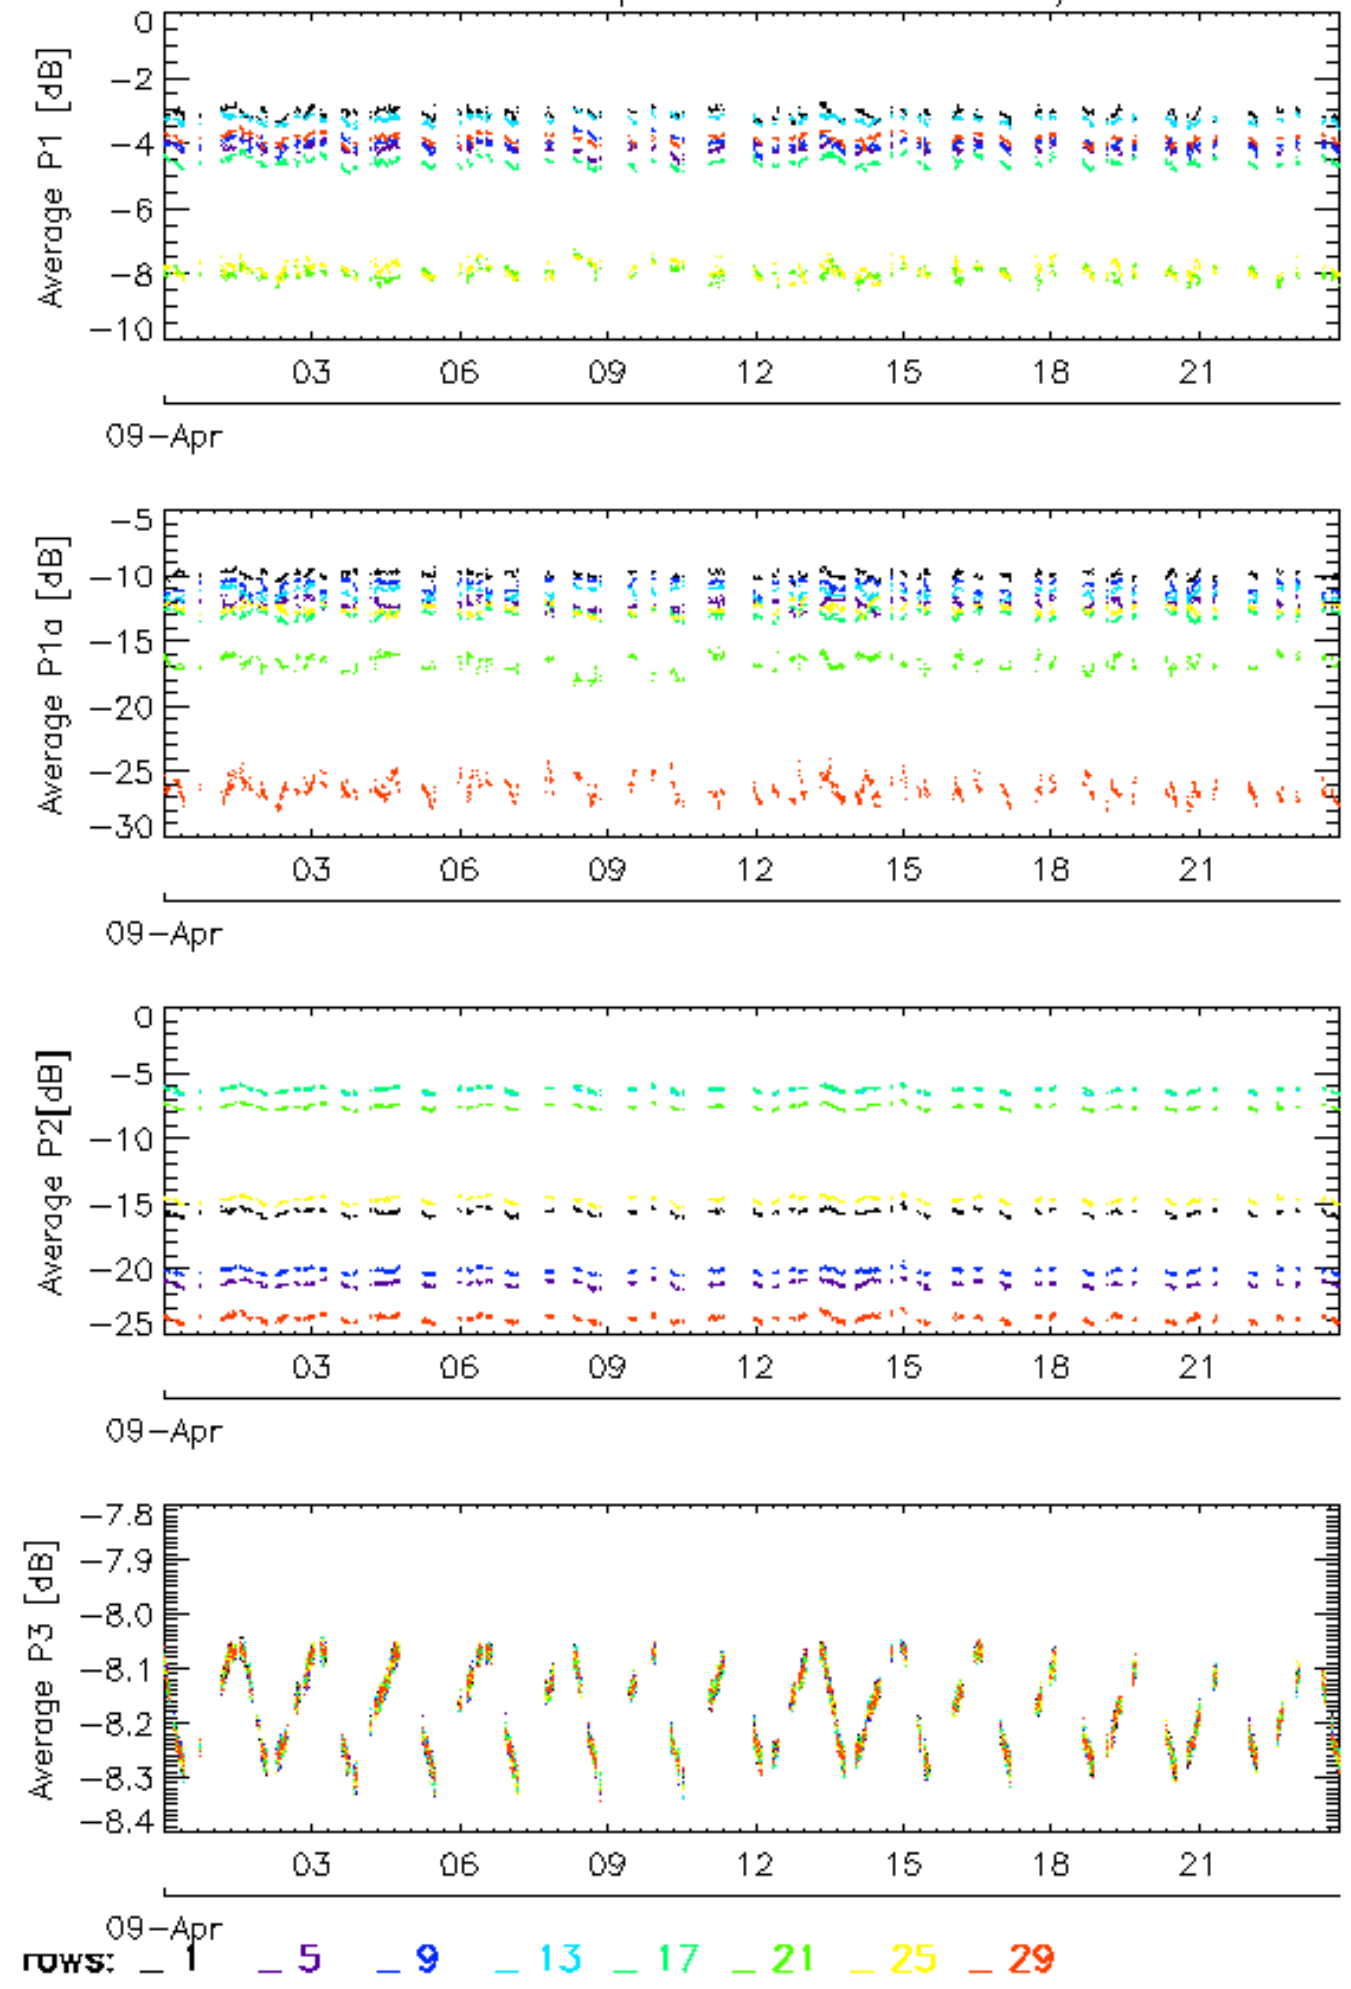 Average P1 [dB]
0
−2
−4
−6
−8
−10
03 06 09 12 15 18 21
09−Apr
Average P1a [dB]
−5
−10
−15
−20
−25
−30
03 06 09 12 15 18 21
09−Apr
Average P2[dB]
0
−5
−10
−15
−20
−25
03 06 09 12 15 18 21
09−Apr
Average P3 [dB]
−7.8
−7.9
−8.0
−8.1
−8.2
−8.3
−8.4
03 06 09 12 15 18 21
09−Apr
rows: _ 1 _ 5 _ 9 _ 13 _ 17 _ 21 _ 25 _ 29